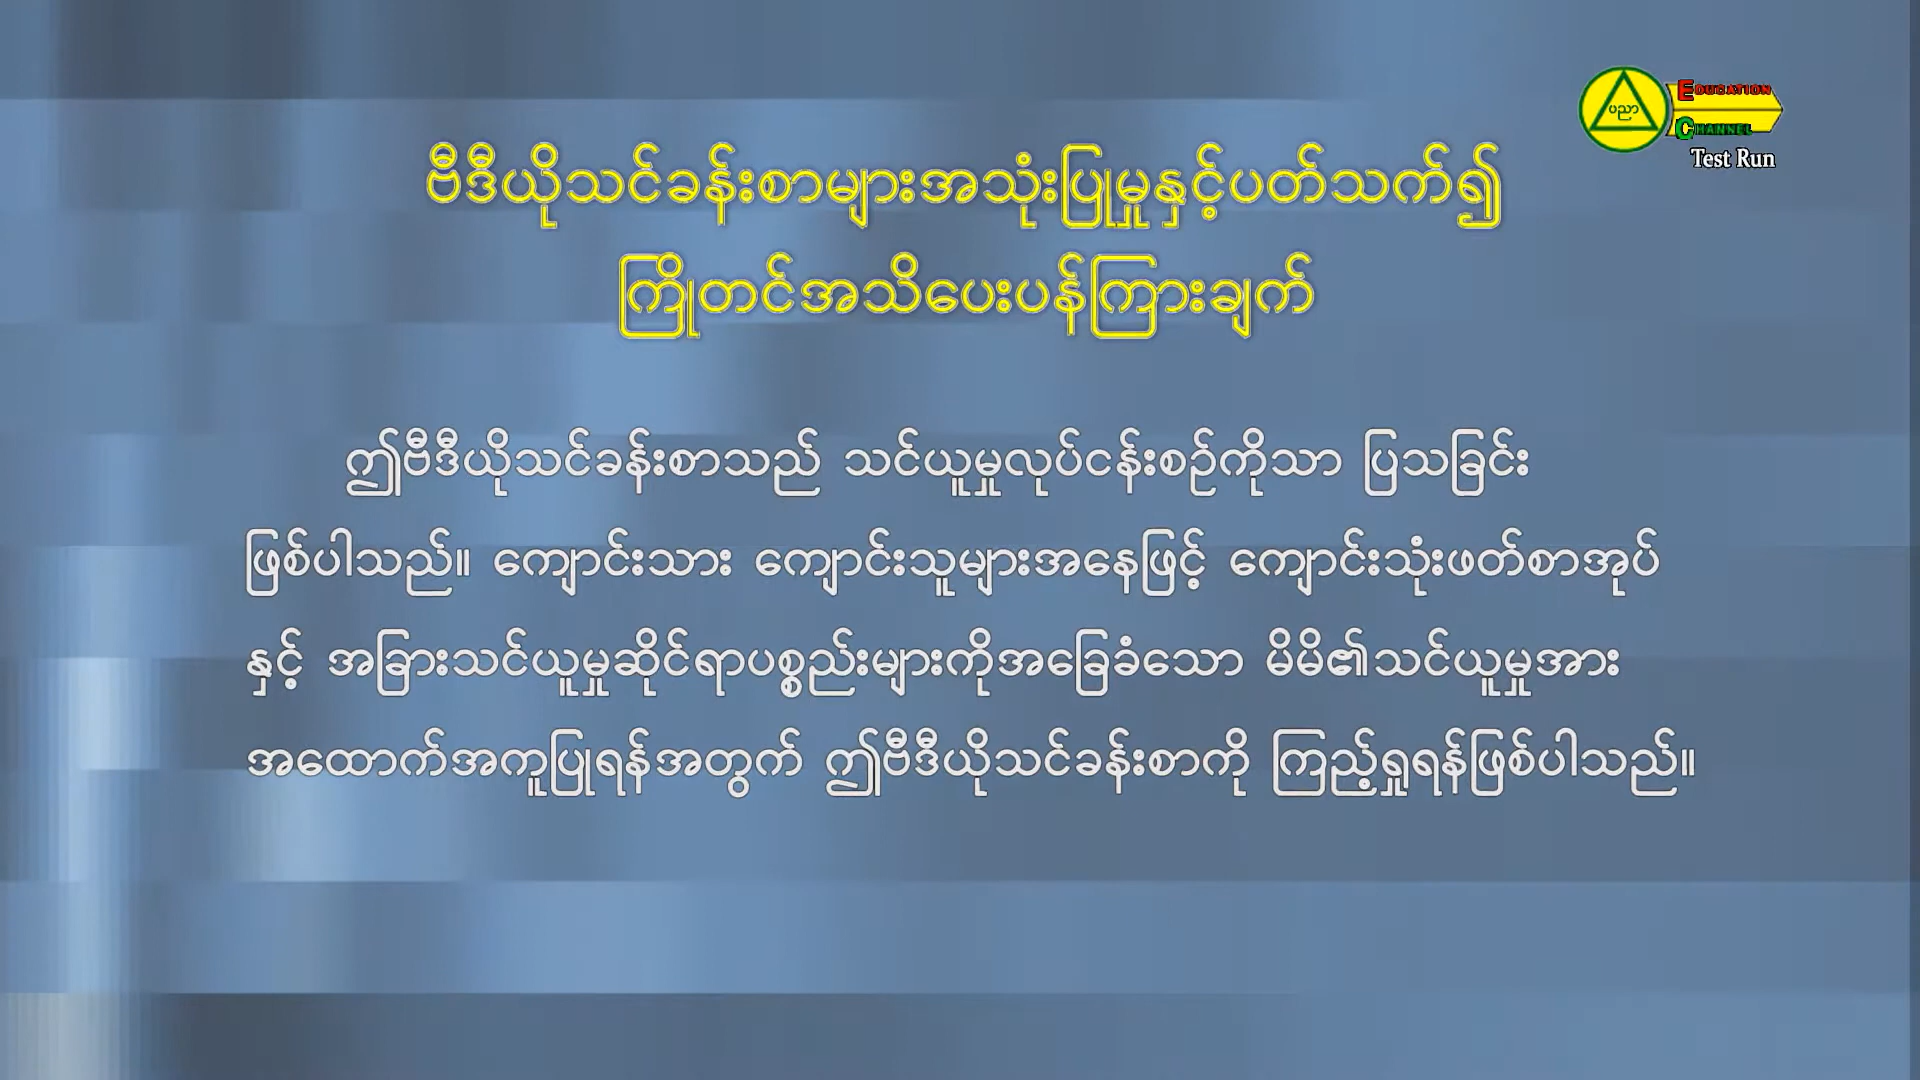 ပညာ
EDUCATION
CHANNEL
Test Run
ဗီဒီယိုသင်ခန်းစာများအသုံးပြုမှုနှင့်ပတ်သက်၍
ကြိုတင်အသိပေးပန်ကြားချက်
ဤဗီဒီယိုသင်ခန်းစာသည် သင်ယူမှုလုပ်ငန်းစဉ်ကိုသာ ပြသခြင်း
ဖြစ်ပါသည်။ ကျောင်းသား ကျောင်းသူများအနေဖြင့် ကျောင်းသုံးဖတ်စာအုပ်
နှင့် အခြားသင်ယူမှုဆိုင်ရာပစ္စည်းများကိုအခြေခံသော မိမိ၏သင်ယူမှုအား
အထောက်အကူပြုရန်အတွက် ဤဗီဒီယိုသင်ခန်းစာကို ကြည့်ရှုရန်ဖြစ်ပါသည်။